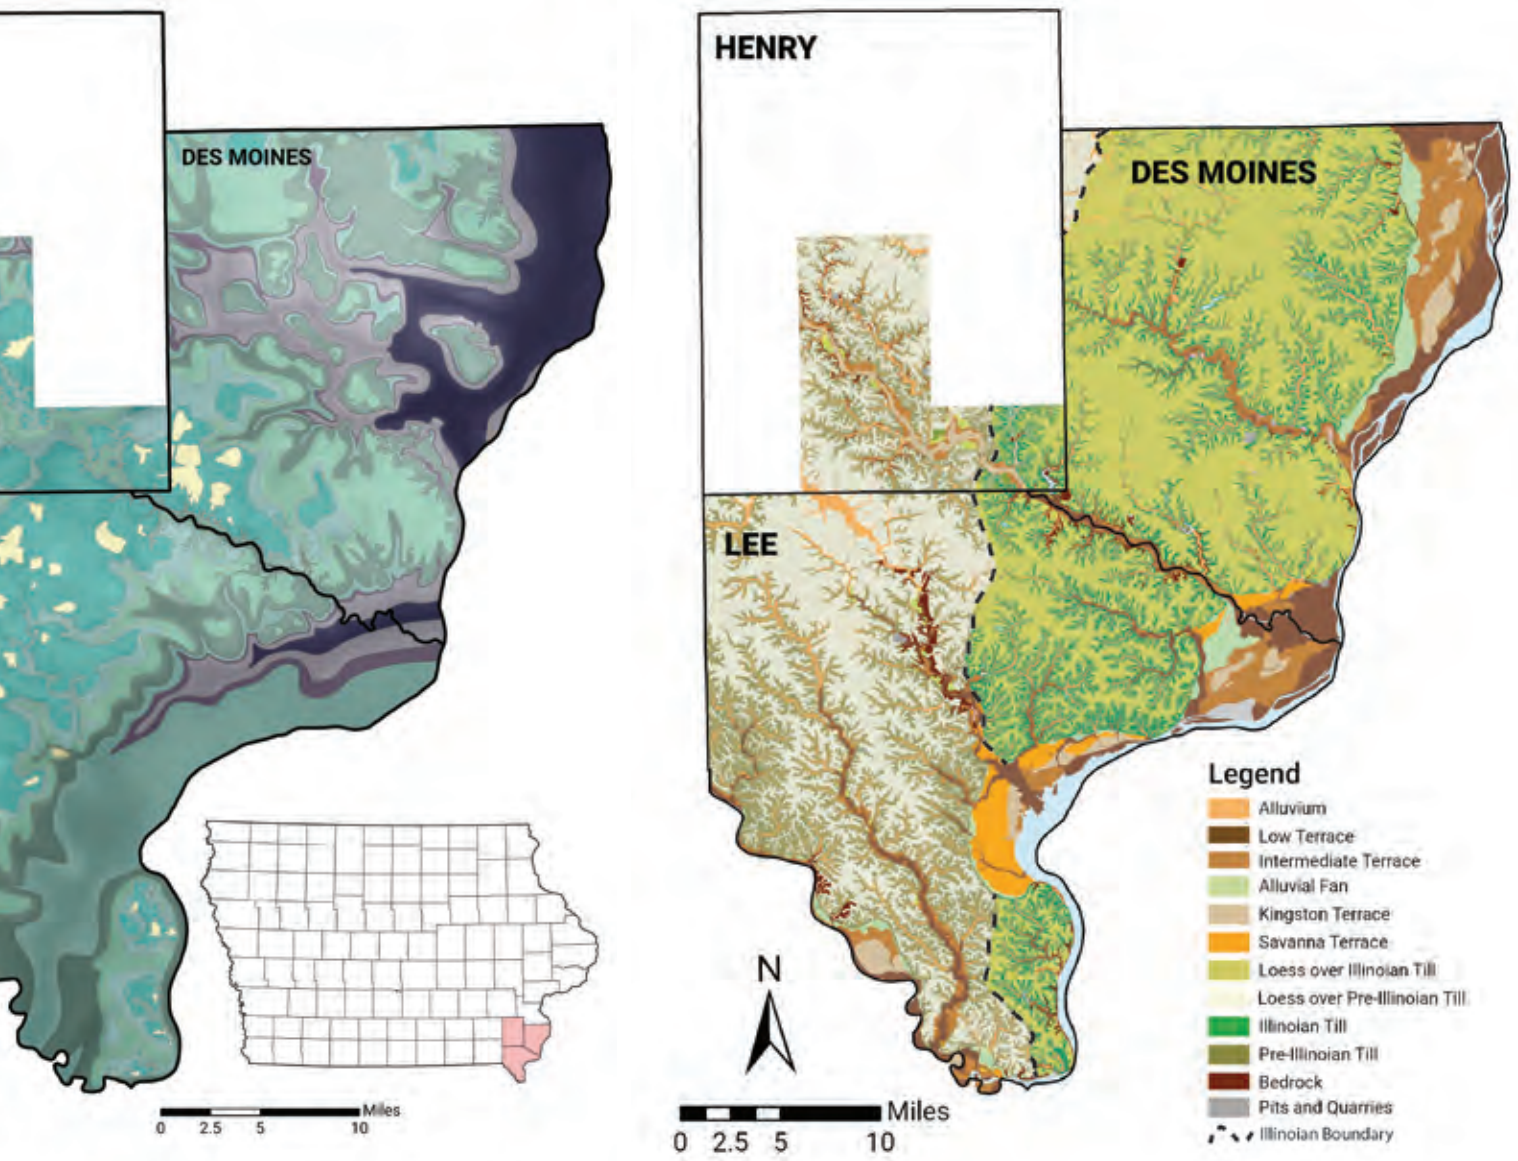 DES MOINES
Miles
0 2.5 5 10
HENRY
DES MOINES
LEE
N
Miles
0 2.5 5 10
Legend
Alluvium
Low Terrace
Intermediate Terrace
Alluvial Fan
Kingston Terrace
Savanna Terrace
Loess over Illinoian Till
Loess over Pre-Illinoian Till
Illinoian Till
Pre-Illinoian Till
Bedrock
Pits and Quarries
Illinoian Boundary